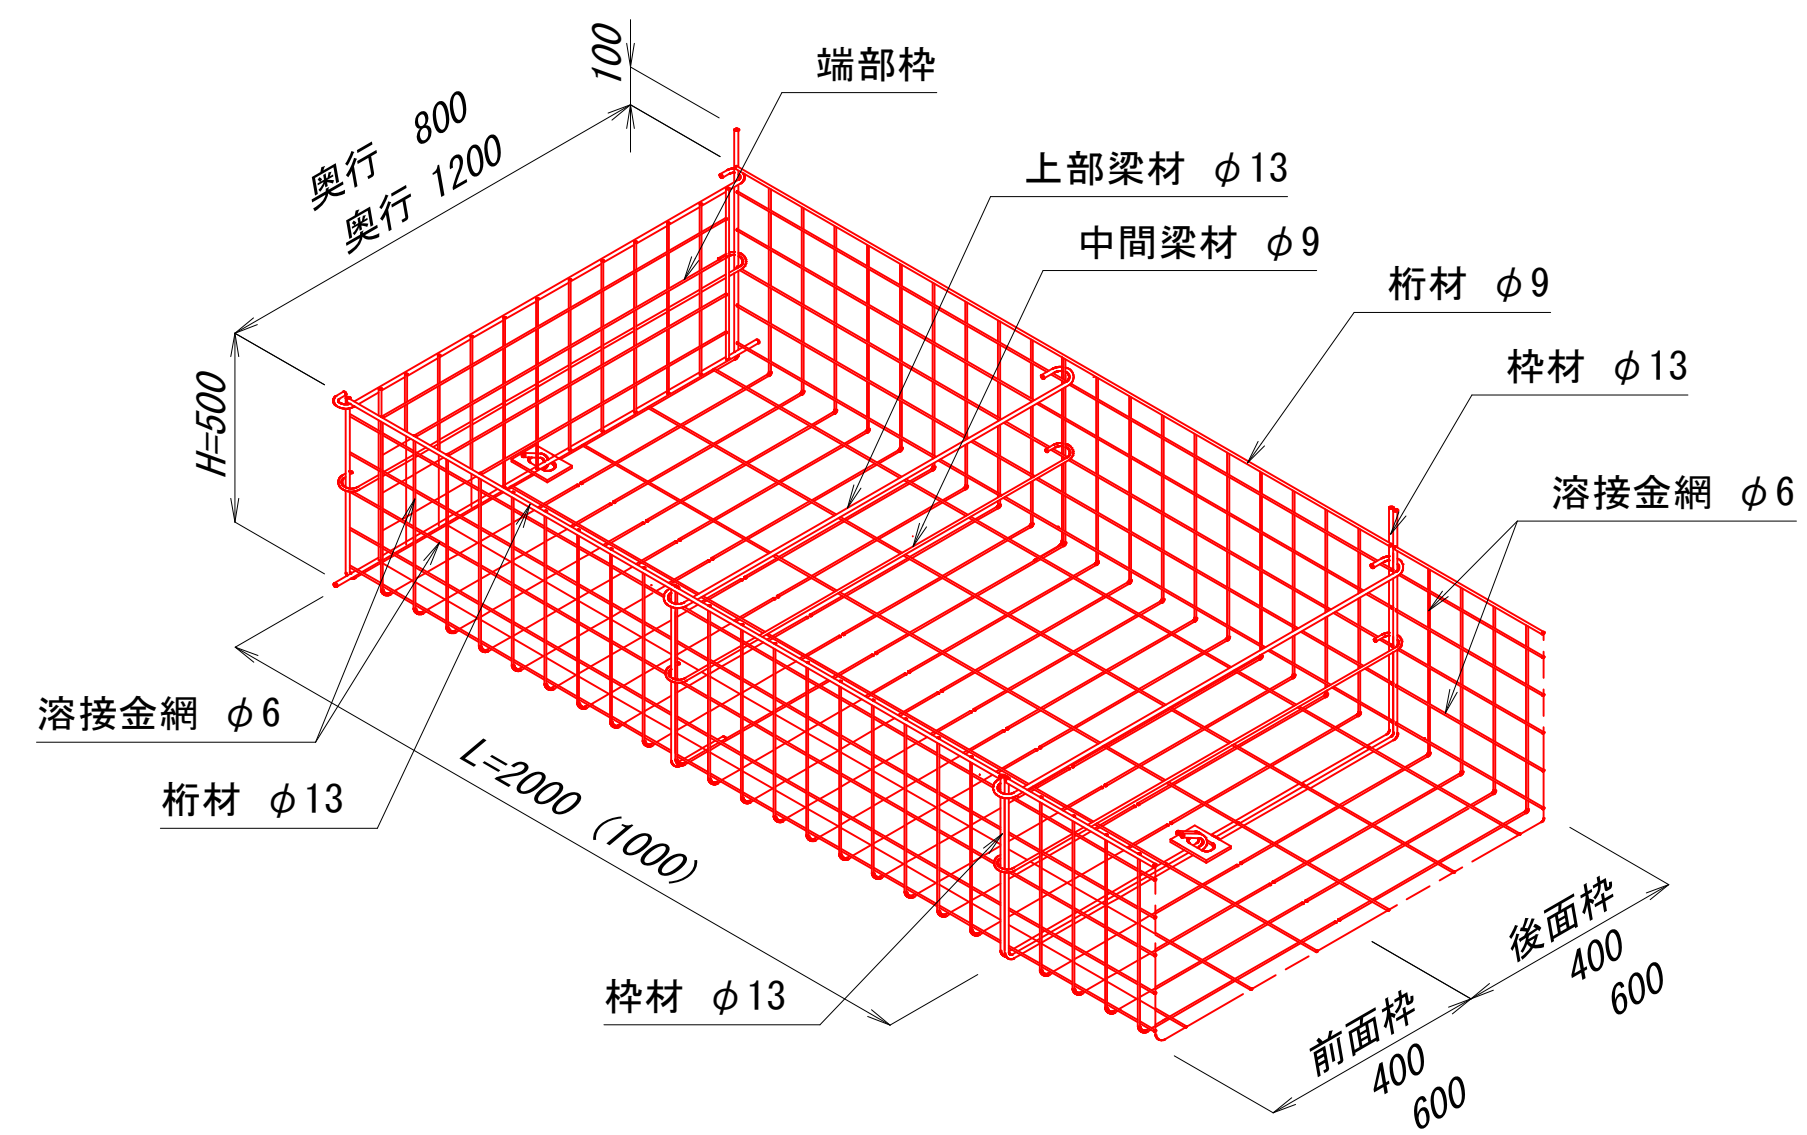 100
端部枠
奥行 800
奥行 1200
上部梁材 φ13
中間梁材 φ9
桁材 φ9
枠材 φ13
H=500
溶接金網 φ6
溶接金網 φ6
桁材 φ13
L=2000 (1000)
枠材 φ13
後面枠
400
600
前面枠
400
600